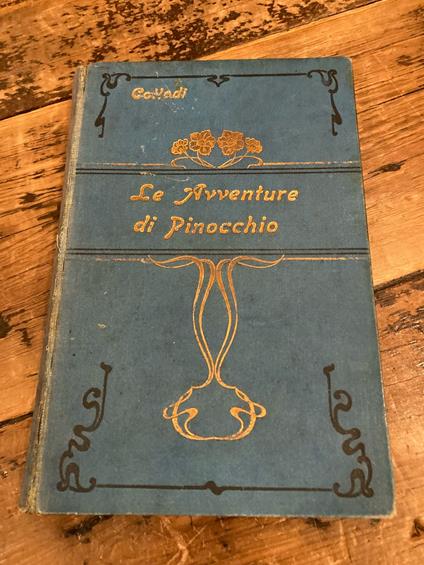 Collodi
Le Avventure
di Pinocchio